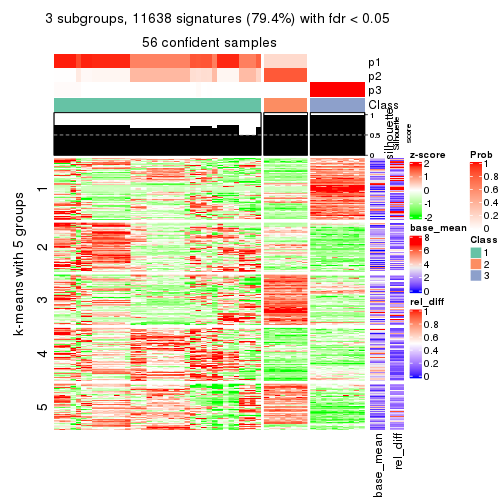 3 subgroups, 11638 signatures (79.4%) with fdr < 0.05
56 confident samples
p1
p2
p3
Class
1
0.5
0
silhouette
Silhouette
score
k-means with 5 groups
1
2
3
4
5
base_mean
rel_diff
z-score
2
1
0
-1
-2
base_mean
8
6
4
2
0
rel_diff
1
0.8
0.6
0.4
0.2
0
Prob
1
0.8
0.6
0.4
0.2
0
Class
1
2
3